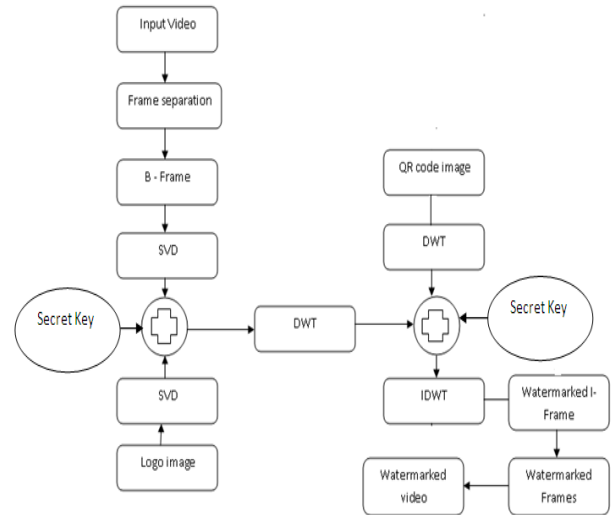 Input Video
Frame separation
B - Frame
SVD
Secret Key
SVD
Logo image
DWT
QR code image
DWT
Secret Key
IDWT
Watermarked I-
Frame
Watermarked
Frames
Watermarked
video